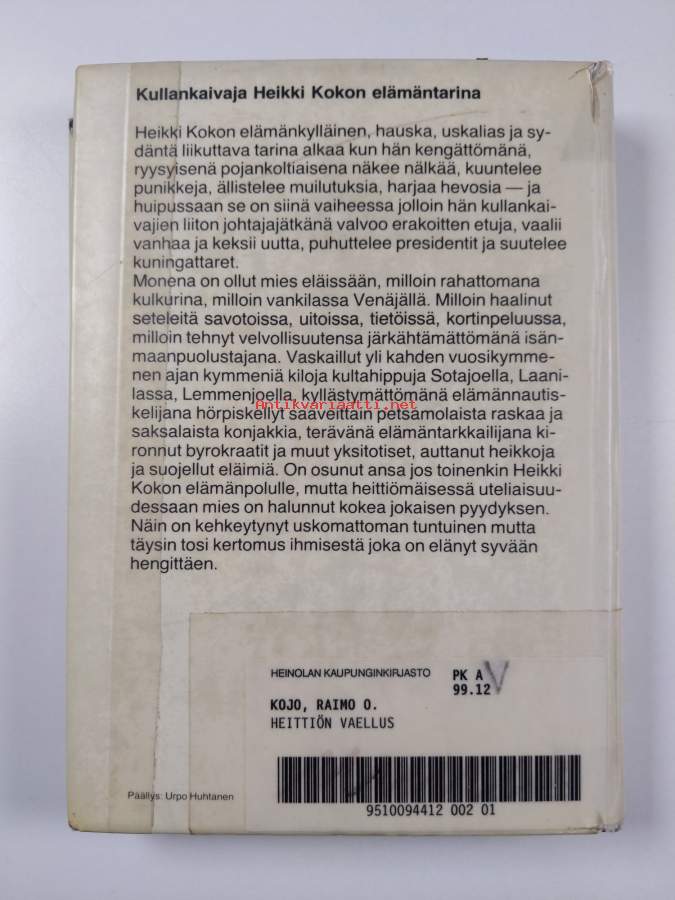 Kullankaivaja Heikki Kokon elämäntarina
Heikki Kokon elämänkylläinen, hauska, uskalias ja sy-
däntä liikuttava tarina alkaa kun hän kengättömänä,
ryysyisenä pojankoltiaisena näkee nälkää, kuuntelee
punikkeja, ällistelee muilutuksia, harjaa hevosia — ja
huipussaan se on siinä vaiheessa jolloin hän kullankai-
vajien liiton johtajajätkänä valvoo erakoitten etuja, vaalii
vanhaa ja keksii uutta, puhuttelee presidentit ja suutelee
kuningattaret.
Monena on ollut mies eläissään, milloin rahattomana
kulkurina, milloin vankilassa Venäjällä. Milloin haalinut
seteleitä savotoissa, uitoissa, tietöissä, kortinpeluussa,
milloin tehnyt velvollisuutensa järkähtämättömänä isän-
maanpuolustajana. Vaskaillut yli kahden vuosikymme-
nen ajan kymmeniä kiloja kultahippuja Sotajoella, Laani-
lassa, Lemmenjoella, kyllästymättömänä elämännautis-
Antikvariaatti.net
kelijana hörpiskellyt saaveittain petsamolaista raskaa ja
saksalaista konjakkia, terävänä elämäntarkkailijana ki-
ronnut byrokraatit ja muut yksitotiset, auttanut heikkoja
ja suojellut eläimiä. On osunut ansa jos toinenkin Heikki
Kokon elämänpolulle, mutta heittiömäisessä uteliaisuu-
dessaan mies on halunnut kokea jokaisen pyydyksen.
Näin on kehkeytynyt uskomattoman tuntuinen mutta
täysin tosi kertomus ihmisestä joka on elänyt syvään
hengittäen.
HEINOLAN KAUPUNGINKIRJASTO PK A
99.12
KOJO, RAIMO O.
HEITTIÖN VAELLUS
Päällys: Urpo Huhtanen
9510094412 002 01